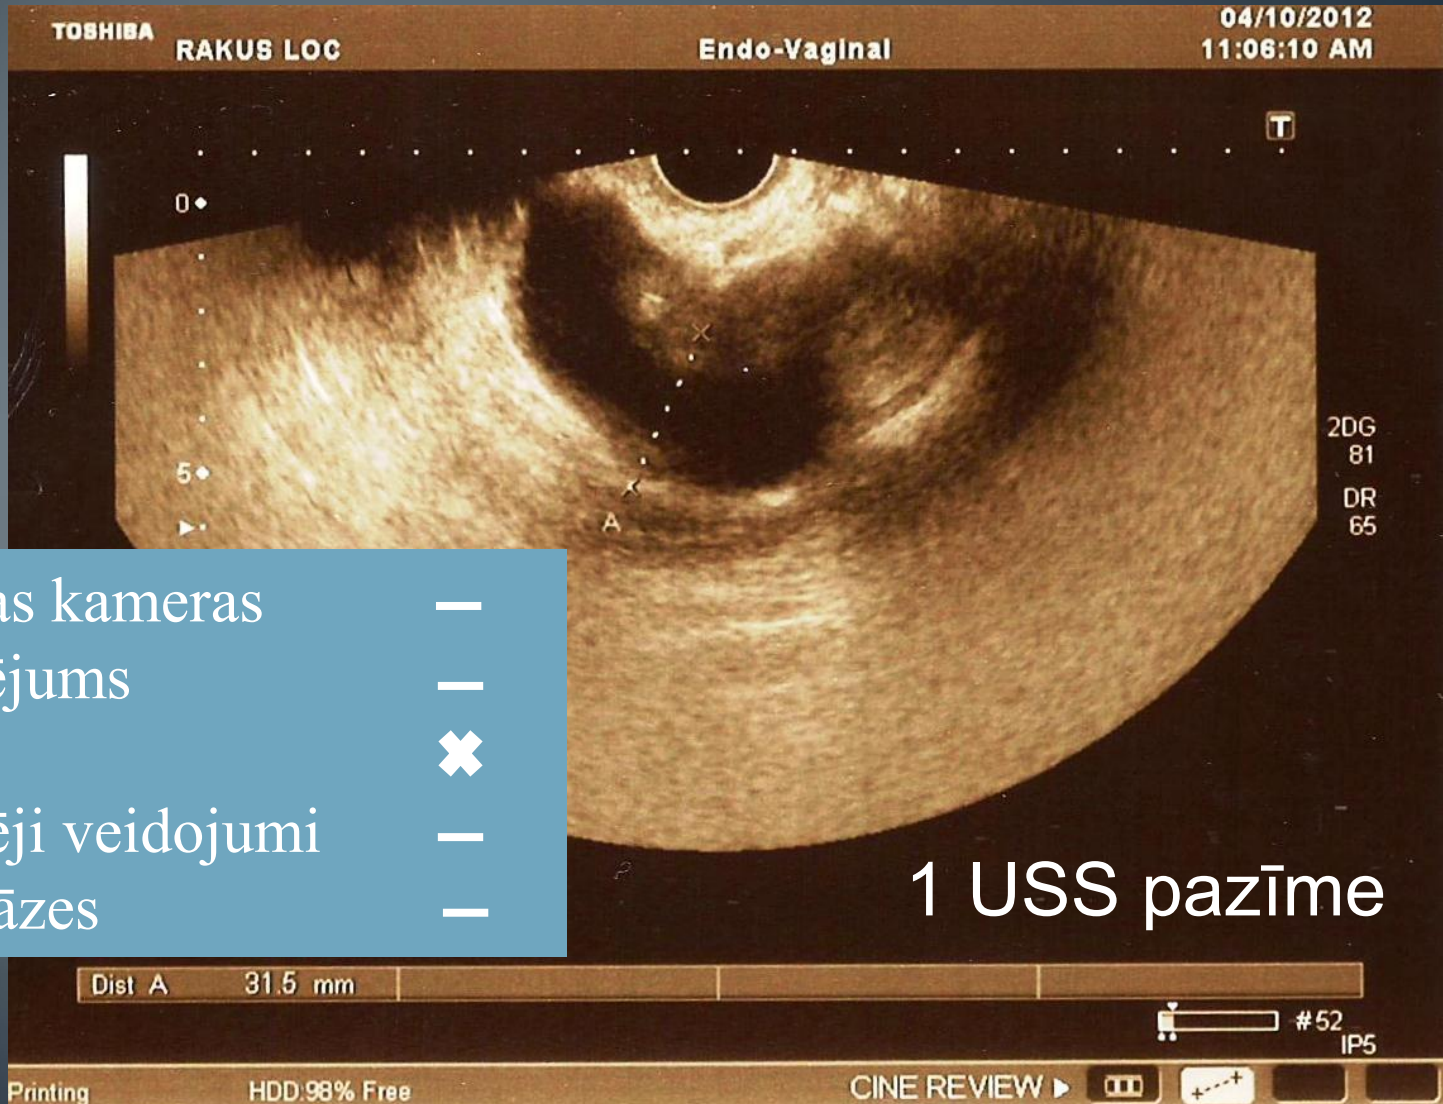 TOSHIBA
RAKUS LOC
Endo-Vaginal
04/10/2012
11:06:10 AM
T
0
5
A
2DG
81
DR
65
as kameras –
ējums –
✖
ēji veidojumi –
āzes –
1 USS pazīme
Dist A 31.5 mm
#52
IP5
Printing
HDD:98% Free
CINE REVIEW